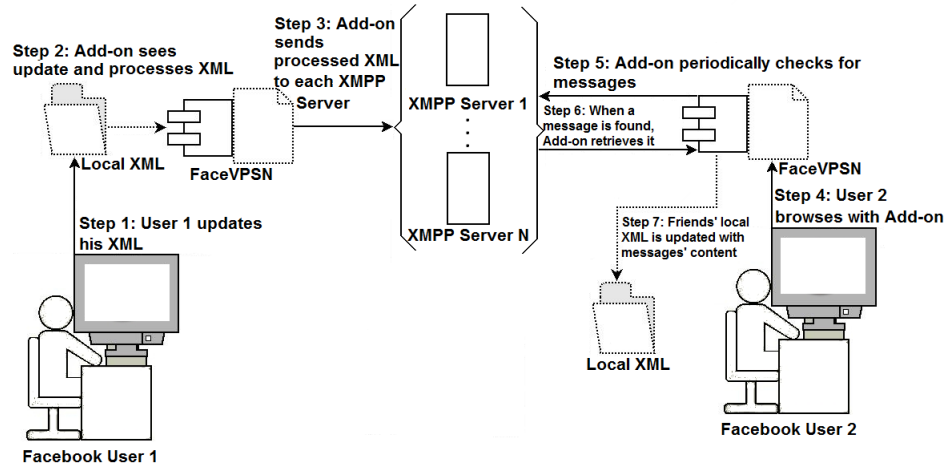 Step 2: Add-on sees
update and processes XML
Step 3: Add-on
sends
processed XML
to each XMPP
Server
Local XML
FaceVPSN
Step 1: User 1 updates
his XML
Facebook User 1
XMPP Server 1
XMPP Server N
Step 5: Add-on periodically checks for
messages
Step 6: When a
message is found,
Add-on retrieves it
FaceVPSN
Step 4: User 2
browses with Add-on
Step 7: Friends' local
XML is updated with
messages' content
Local XML
Facebook User 2